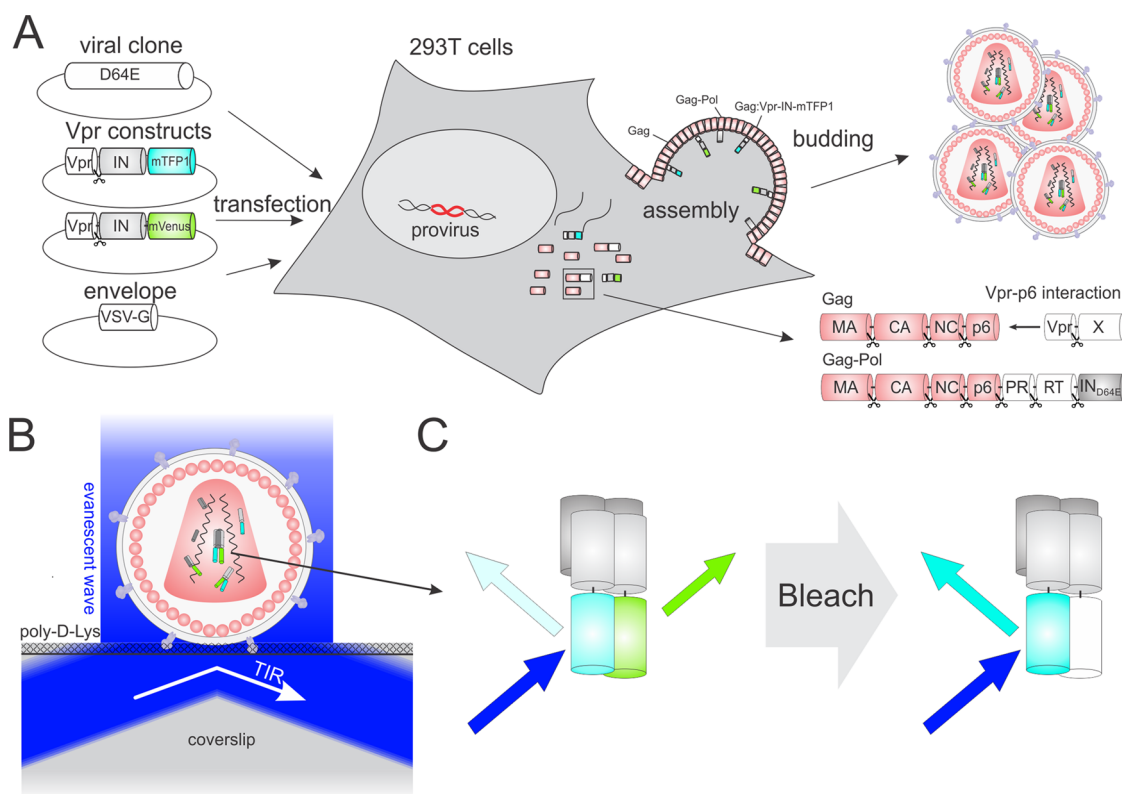 A
viral clone
D64E
Vpr constructs
Vpr IN mTFP1
Vpr IN mVenus
envelope
VSV-G
transfection
293T cells
provirus
Gag-Pol
Gag:Vpr-IN-mTFP1
Gag
assembly
budding
Gag
Vpr-p6 interaction
MA CA NC p6 Vpr X
Gag-Pol
MA CA NC p6 PR RT IND64E
B
evanescent wave
poly-D-Lys
TIR
coverslip
C
Bleach